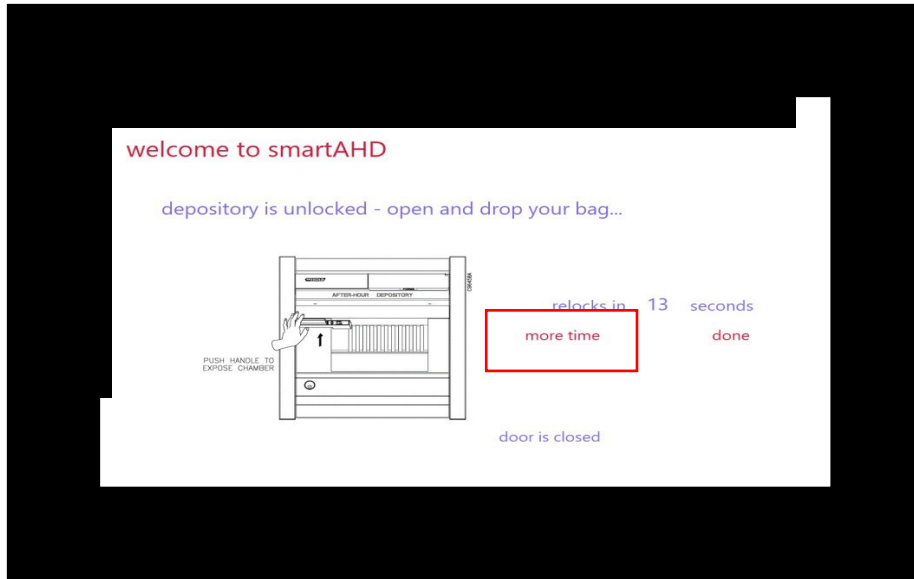 welcome to smartAHD
depository is unlocked - open and drop your bag...
AFTER-HOUR DEPOSITORY
relocks in 13 seconds
more time
done
PUSH HANDLE TO
EXPOSE CHAMBER
door is closed